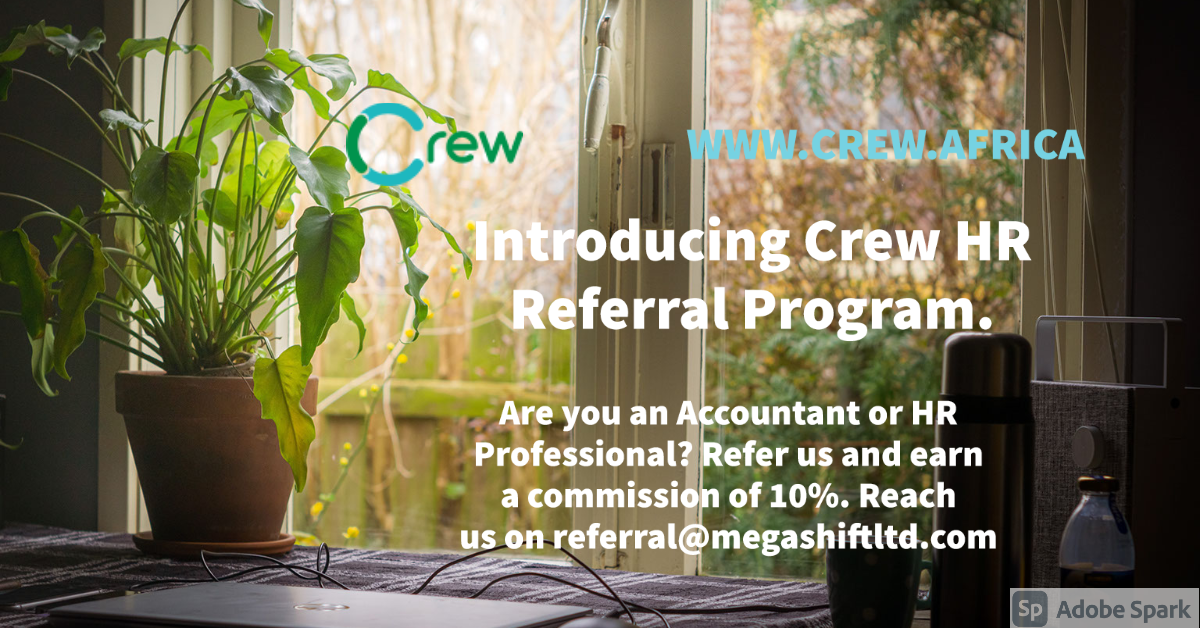 Crew
WWW.CREW.AFRICA
Introducing Crew HR
Referral Program.
Are you an Accountant or HR
Professional? Refer us and earn
a commission of 10%. Reach
us on referral@megashiftltd.com
Sp Adobe Spark